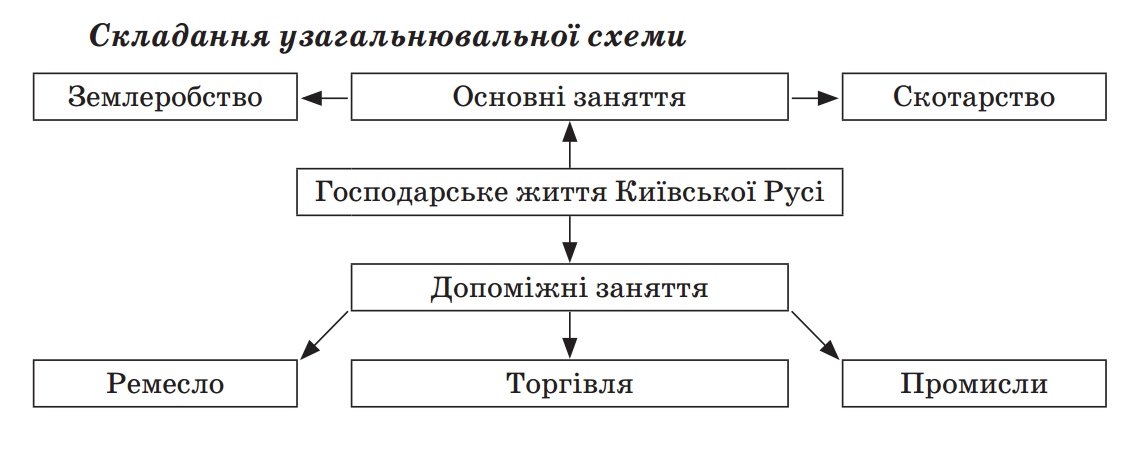 Складання узагальнювальної схеми
Землеробство
Основні заняття
Скотарство
Господарське життя Київської Русі
Допоміжні заняття
Ремесло
Торгівля
Промисли